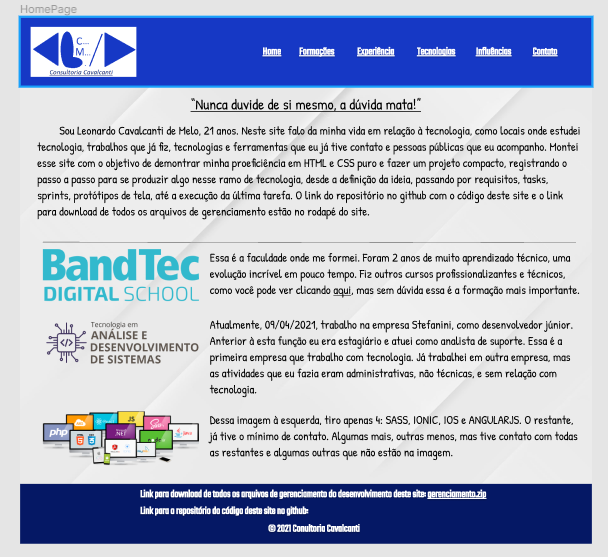 HomePage
C...
M...
Consultoria Cavalcanti
Home Formações Experiência Tecnologias Influências Contato
“Nunca duvide de si mesmo, a dúvida mata!”
Sou Leonardo Cavalcanti de Melo, 21 anos. Neste site falo da minha vida em relação à tecnologia, como locais onde estudei
tecnologia, trabalhos que já fiz, tecnologias e ferramentas que eu já tive contato e pessoas públicas que eu acompanho. Montei
esse site com o objetivo de demontrar minha proeficiência em HTML e CSS puro e fazer um projeto compacto, registrando o
passo a passo para se produzir algo nesse ramo de tecnologia, desde a definição da ideia, passando por requisitos, tasks,
sprints, protótipos de tela, até a execução da última tarefa. O link do repositório no github com o código deste site e o link
para download de todos os arquivos de gerenciamento estão no rodapé do site.
BandTec
DIGITAL SCHOOL
Essa é a faculdade onde me formei. Foram 2 anos de muito aprendizado técnico, uma
evolução incrível em pouco tempo. Fiz outros cursos profissionalizantes e técnicos,
como você pode ver clicando aqui, mas sem dúvida essa é a formação mais importante.
Tecnologia em
ANÁLISE E
DESENVOLVIMENTO
DE SISTEMAS
Atualmente, 09/04/2021, trabalho na empresa Stefanini, como desenvolvedor júnior.
Anterior à esta função eu era estagiário e atuei como analista de suporte. Essa é a
primeira empresa que trabalho com tecnologia. Já trabalhei em outra empresa, mas
as atividades que eu fazia eram administrativas, não técnicas, e sem relação com
tecnologia.
php
JS
Sass
.NET
Java
Dessa imagem à esquerda, tiro apenas 4: SASS, IONIC, IOS e ANGULARJS. O restante,
já tive o mínimo de contato. Algumas mais, outras menos, mas tive contato com todas
as restantes e algumas outras que não estão na imagem.
Link para download de todos os arquivos de gerenciamento do desenvolvimento deste site: gerenciamento.zip
Link para o repositório do código deste site no github:
© 2021 Conultoria Cavalcanti